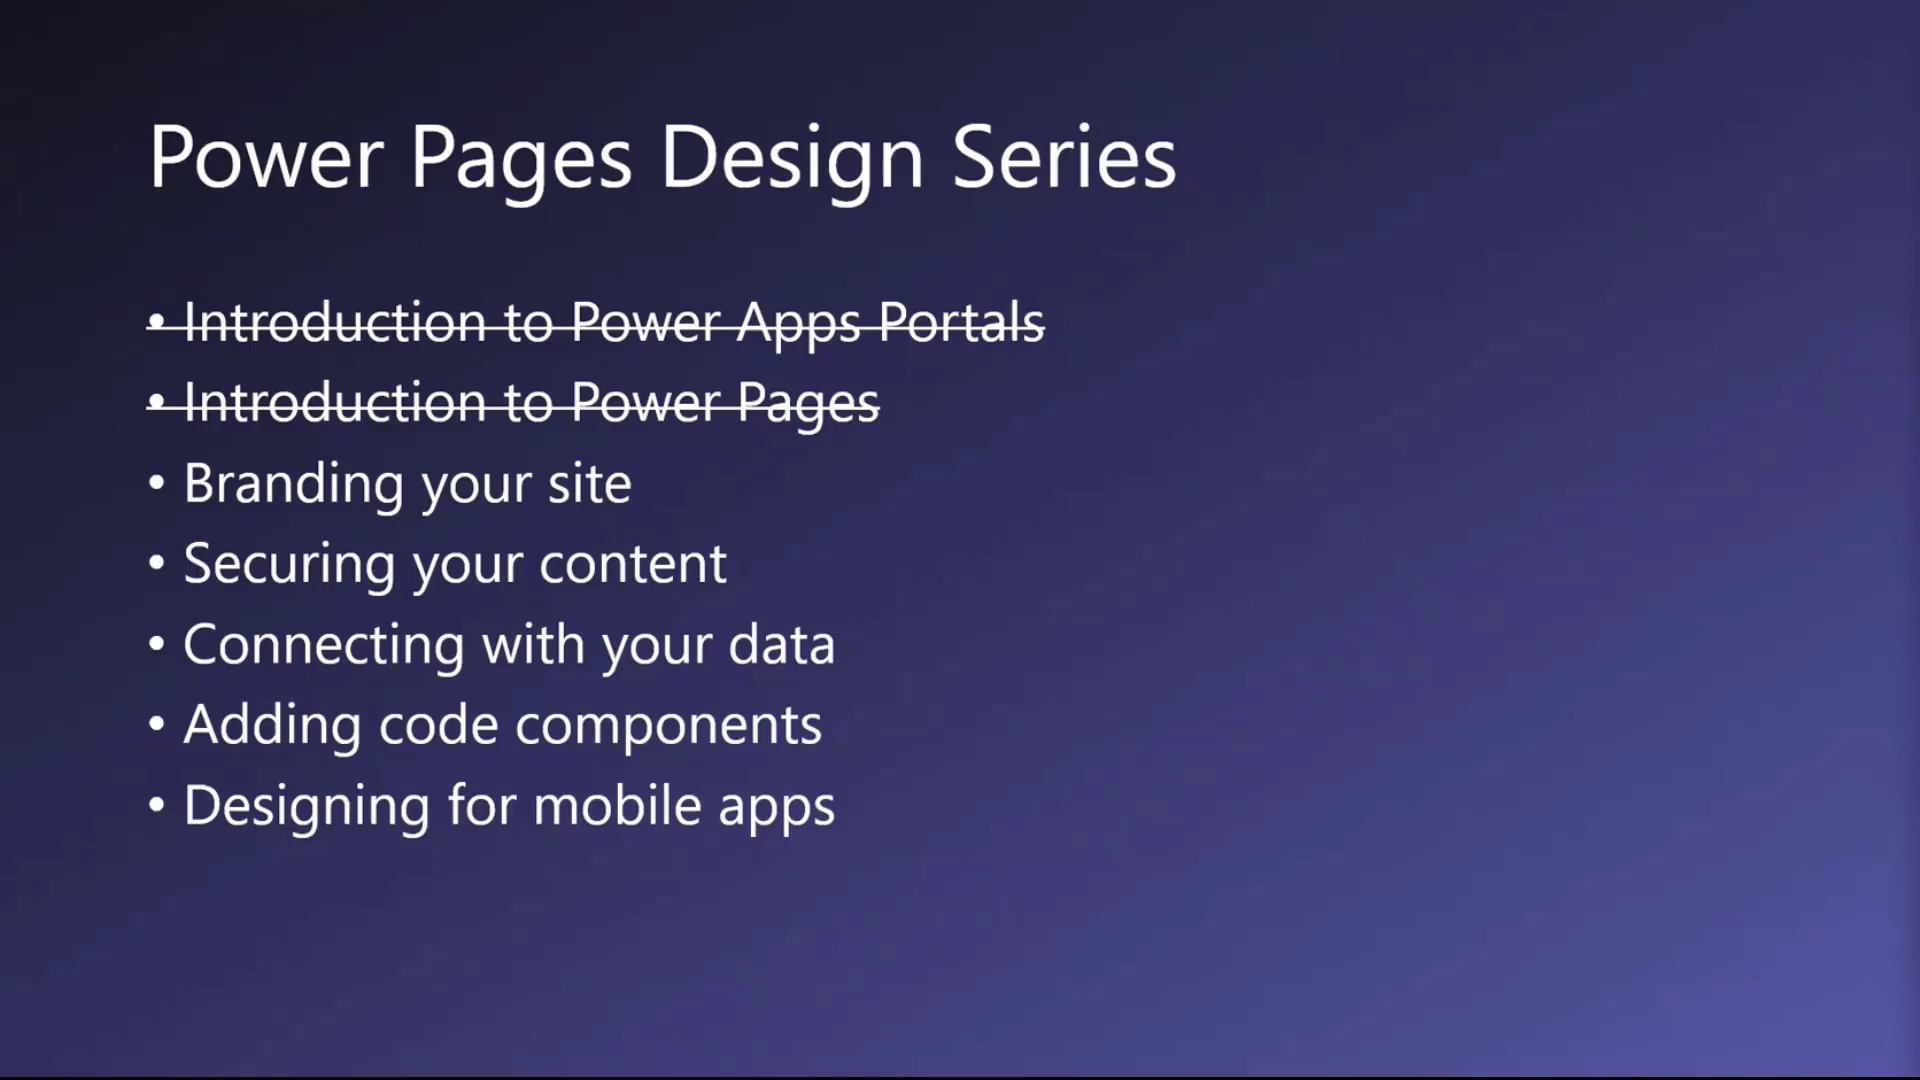 Power Pages Design Series
• Introduction to Power Apps Portals
• Introduction to Power Pages
• Branding your site
• Securing your content
• Connecting with your data
• Adding code components
• Designing for mobile apps